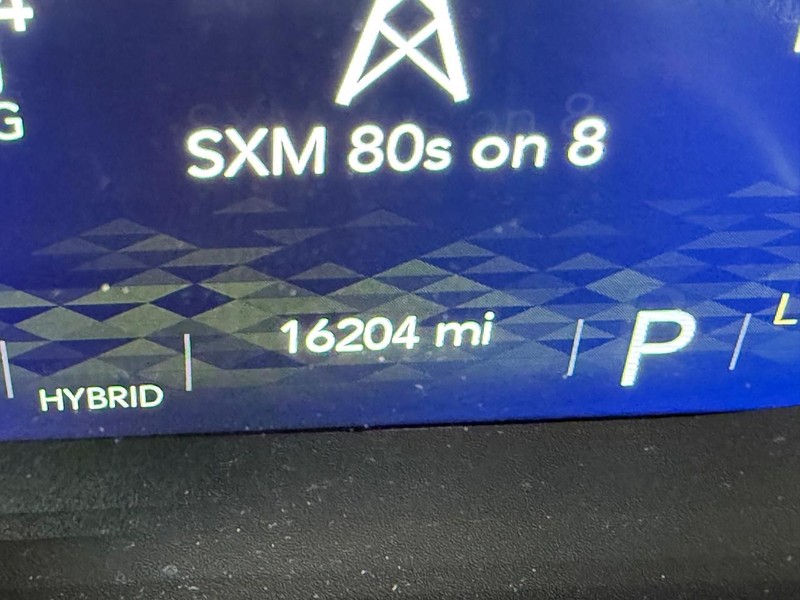 G
SXM 80s on 8
16204 mi
P
L
HYBRID